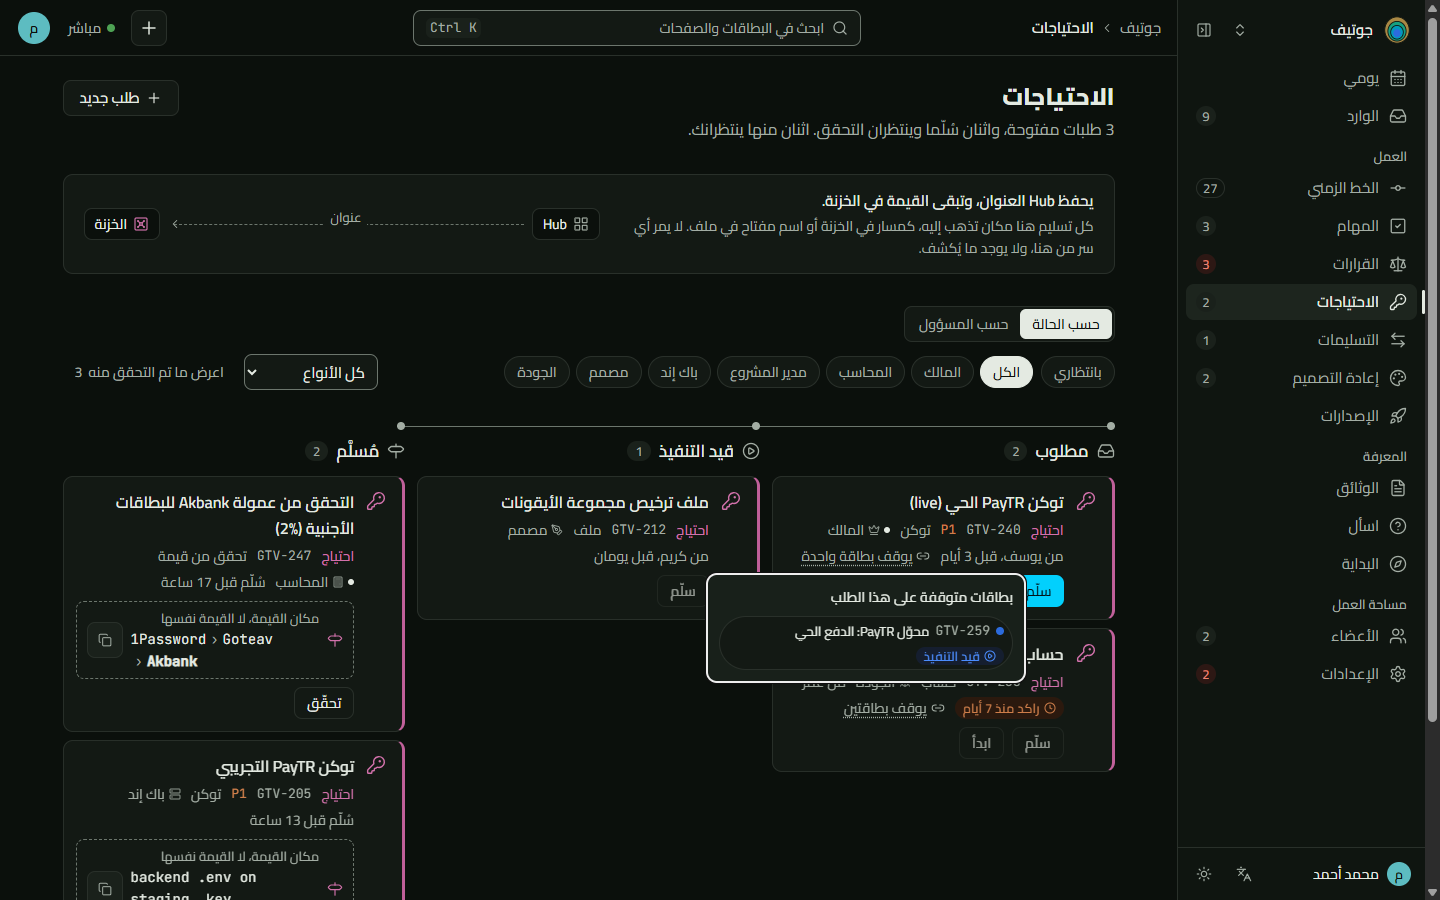 جوتيف
يومي
الوارد 9
العمل
الخط الزمني 27
المهام 3
القرارات 3
الاحتياجات 2
التسليمات 1
إعادة التصميم 2
الإصدارات
المعرفة
الوثائق
اسأل
البداية
مساحة العمل
الأعضاء 2
الإعدادات 2
محمد أحمد
م
جوتيف › الاحتياجات
ابحث في البطاقات والصفحات Ctrl K
مباشر
م
الاحتياجات
3 طلبات مفتوحة، واثنان سُلّما وينتظران التحقق. اثنان منها ينتظرانك.
طلب جديد
يحفظ Hub العنوان، وتبقى القيمة في الخزنة.
كل تسليم هنا مكان تذهب إليه، كمسار في الخزنة أو اسم مفتاح في ملف. لا يمر أي
سر من هنا، ولا يوجد ما يُكشف.
Hub
عنوان
الخزنة
حسب الحالة
حسب المسؤول
بانتظاري
الكل
المالك
المحاسب
مدير المشروع
باك إند
مصمم
الجودة
كل الأنواع
اعرض ما تم التحقق منه 3
مطلوب 2
توكن PayTR الحي (live)
احتياج GTV-240 P1 توكن المالك
من يوسف، قبل 3 أيام يوقف بطاقة واحدة
سلّم
بطاقات متوقفة على هذا الطلب
GTV-259 محوّل PayTR: الدفع الحي
قيد التنفيذ
حساب
احتياج
راكد منذ 7 أيام يوقف بطاقتين
سلّم
ابدأ
قيد التنفيذ 1
ملف ترخيص مجموعة الأيقونات
احتياج GTV-212 ملف مصمم
من كريم، قبل يومان
سلّم
مُسلَّم 2
التحقق من عمولة Akbank للبطاقات
الأجنبية (2%)
احتياج GTV-247 تحقق من قيمة
المحاسب سُلّم قبل 17 ساعة
مكان القيمة، لا القيمة نفسها
1Password › Goteav
› Akbank
تحقّق
توكن PayTR التجريبي
احتياج GTV-205 P1 توكن باك إند
سُلّم قبل 13 ساعة
مكان القيمة، لا القيمة نفسها
backend .env on
staging, key